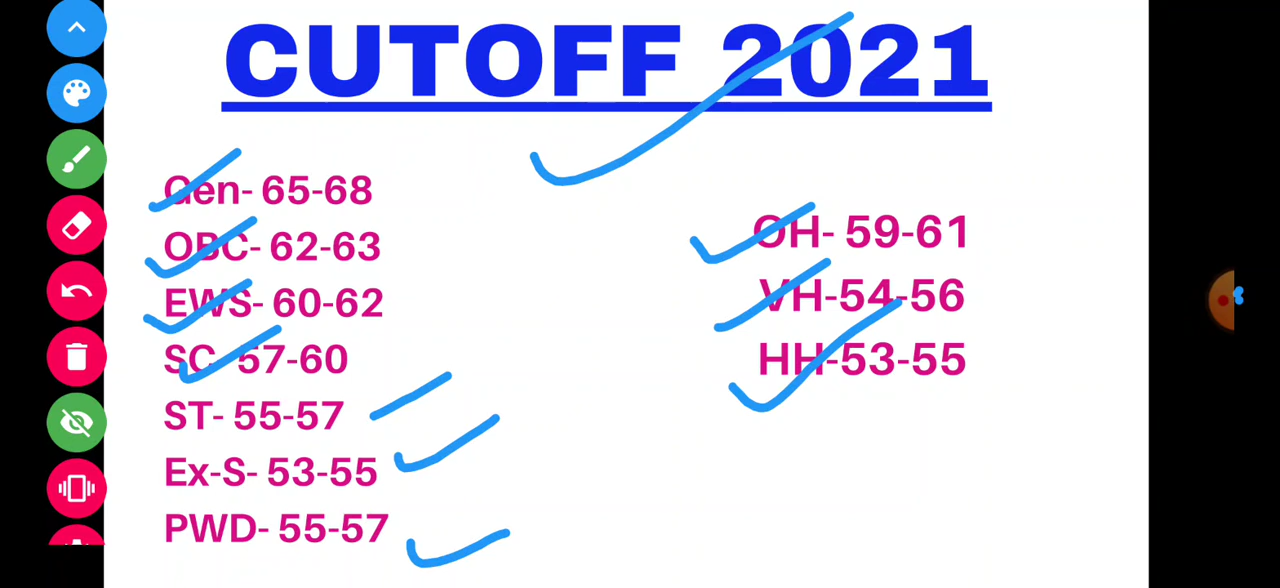 CUTOFF 2021
Gen- 65-68
OBC- 62-63
EWS- 60-62
SC- 57-60
ST- 55-57
Ex-S- 53-55
PWD- 55-57
OH- 59-61
VH-54-56
HH-53-55